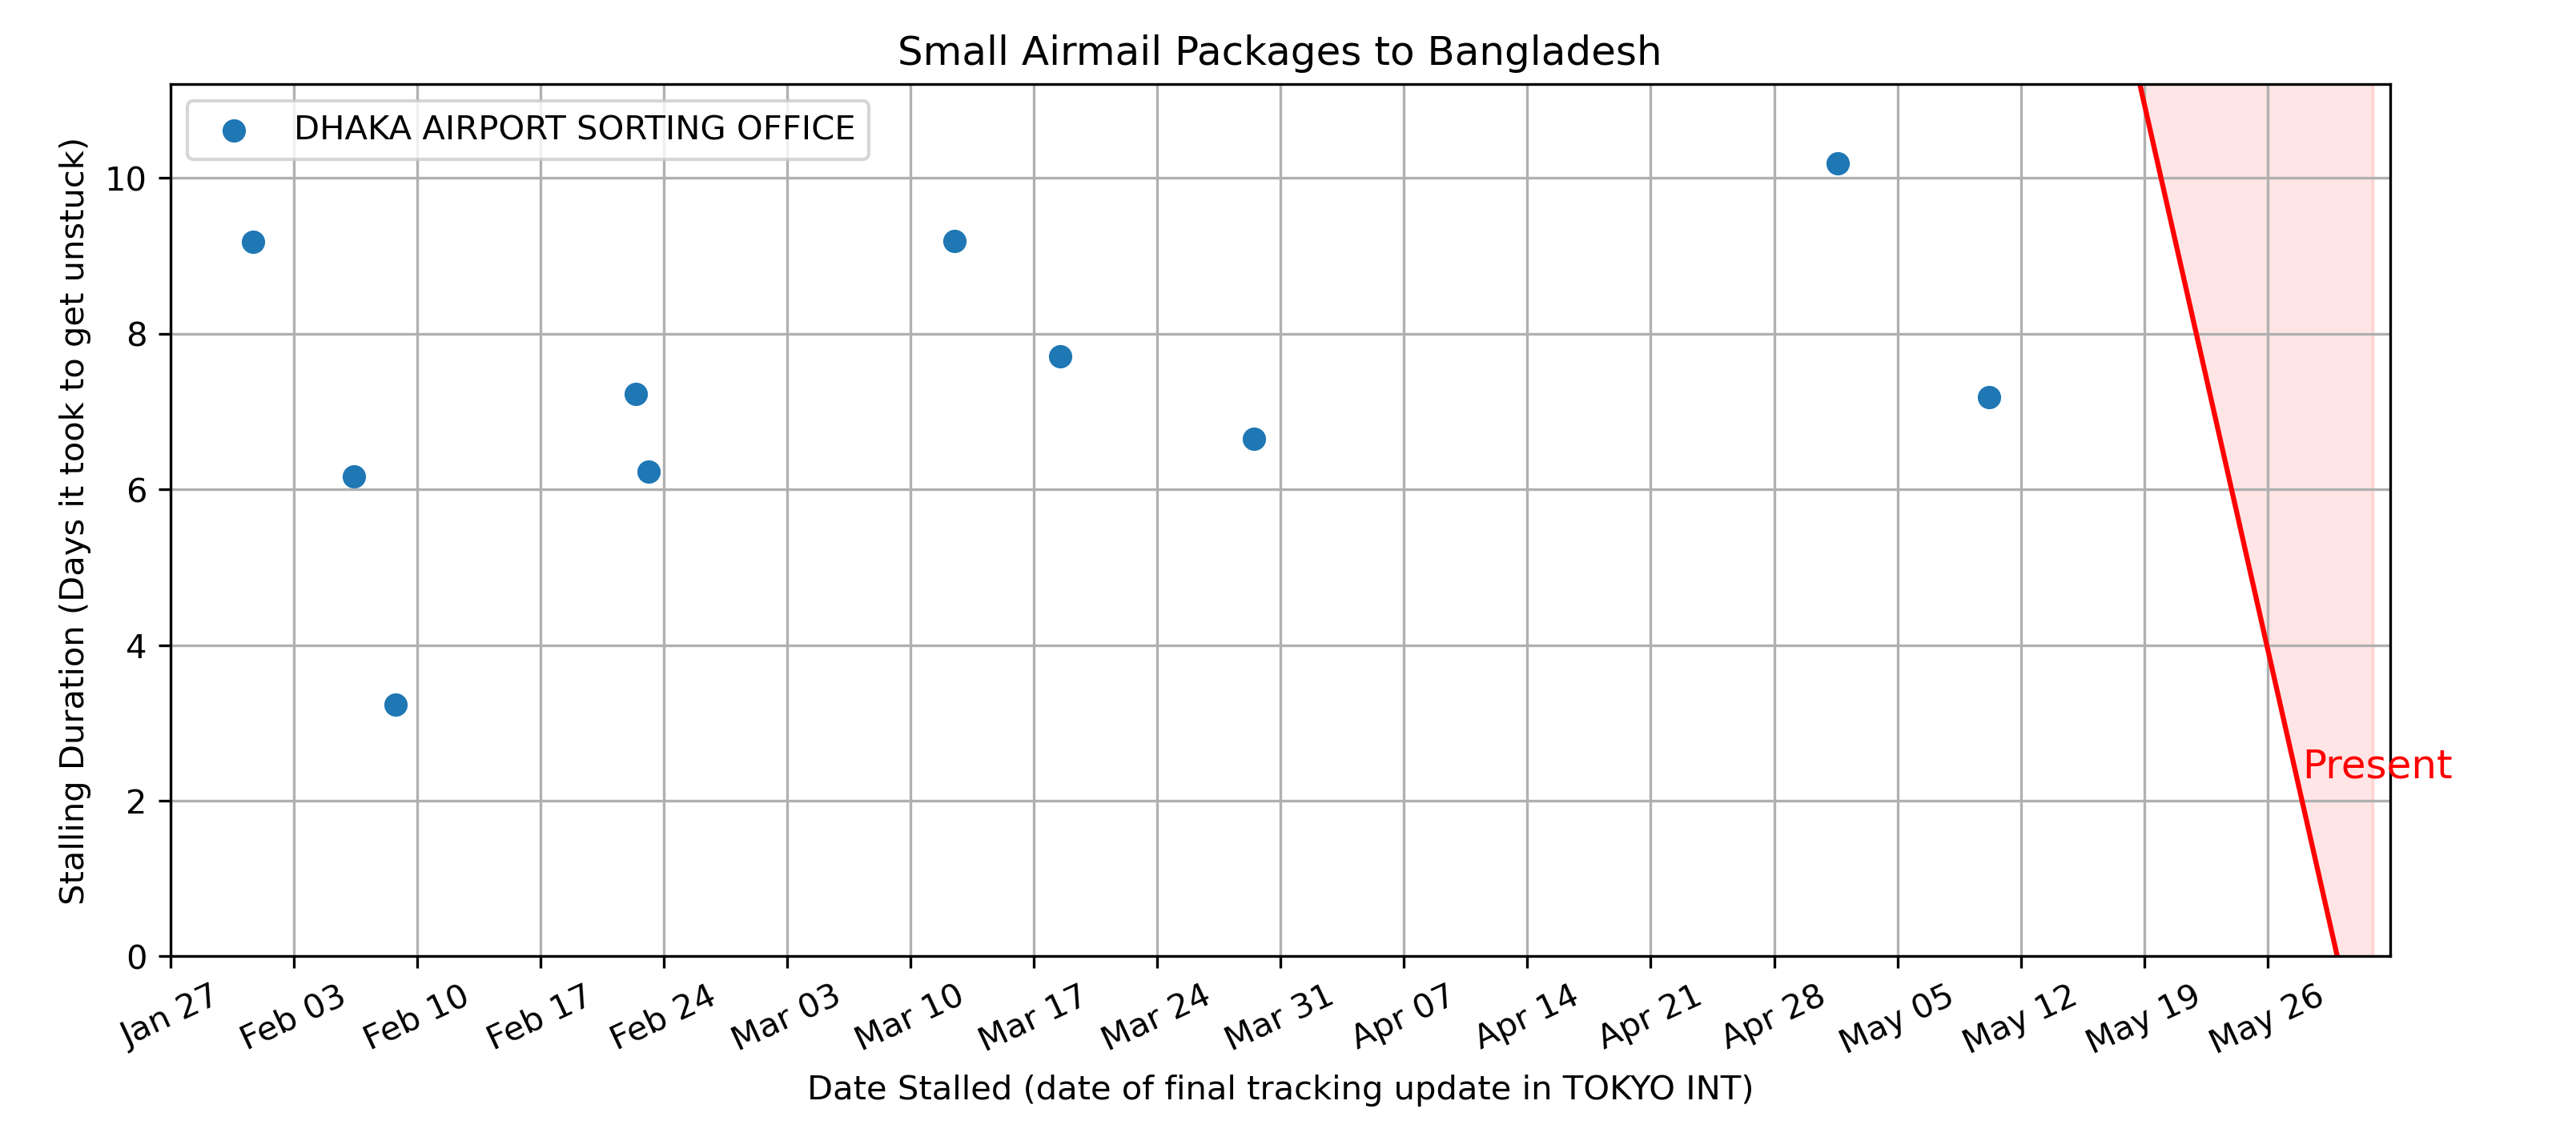 Small Airmail Packages to Bangladesh
DHAKA AIRPORT SORTING OFFICE
Stalling Duration (Days it took to get unstuck)
10
8
6
4
2
0
Present
Jan 27 Feb 03 Feb 10 Feb 17 Feb 24 Mar 03 Mar 10 Mar 17 Mar 24 Mar 31 Apr 07 Apr 14 Apr 21 Apr 28 May 05 May 12 May 19 May 26
Date Stalled (date of final tracking update in TOKYO INT)